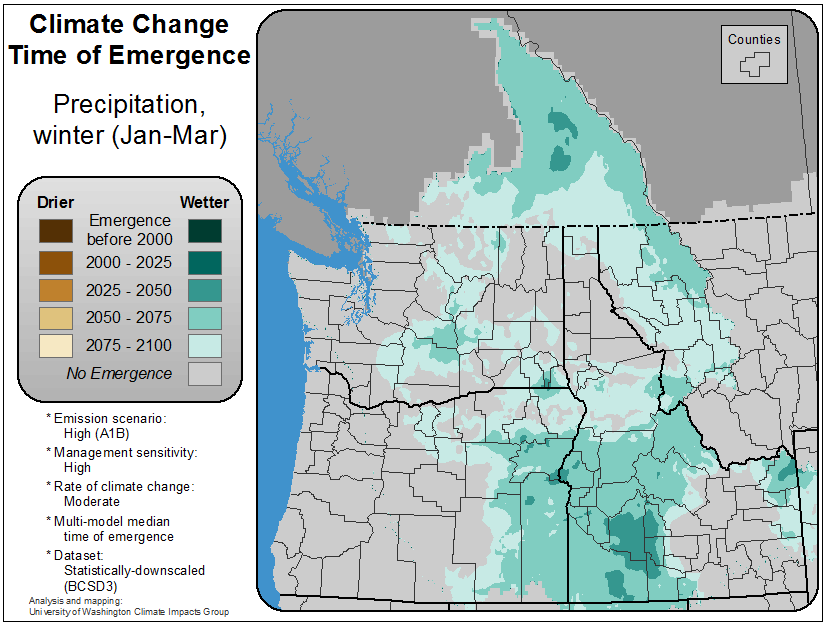 Climate Change
Time of Emergence
Precipitation,
winter (Jan-Mar)
Drier Wetter
Emergence
before 2000
2000 - 2025
2025 - 2050
2050 - 2075
2075 - 2100
No Emergence
* Emission scenario:
High (A1B)
* Management sensitivity:
High
* Rate of climate change:
Moderate
* Multi-model median
time of emergence
* Dataset:
Statistically-downscaled
(BCSD3)
Analysis and mapping:
University of Washington Climate Impacts Group
Counties